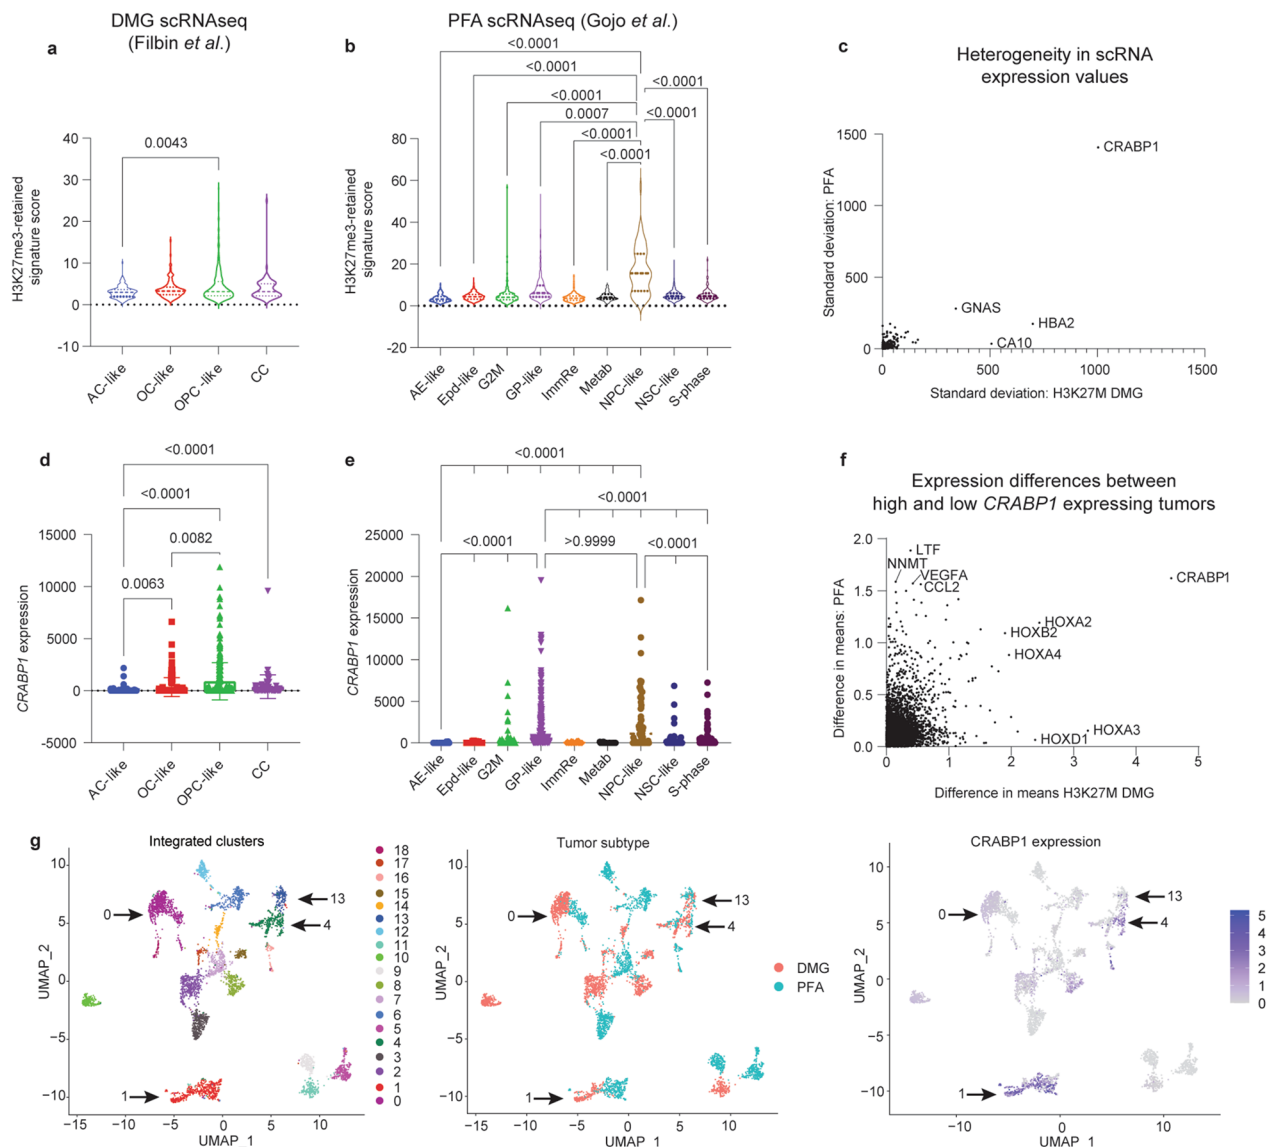 DMG scRNAseq
(Filbin et al.)
PFA scRNAseq (Gojo et al.)
a
b
c
Heterogeneity in scRNA
expression values
H3K27me3-retained
signature score
40
30
20
10
0
-10
0.0043
AC-like
OC-like
OPC-like
CC
H3K27me3-retained
signature score
80
60
40
20
0
-20
<0.0001
<0.0001
<0.0001
<0.0001
0.0007
<0.0001
<0.0001
<0.0001
AE-like
Epd-like
G2M
GP-like
ImmRe
Metab
NPC-like
NSC-like
S-phase
Standard deviation: PFA
1500
1000
500
0
CRABP1
GNAS
HBA2
CA10
0
500
1000
1500
Standard deviation: H3K27M DMG
d
e
f
Expression differences between
high and low CRABP1 expressing tumors
CRABP1 expression
15000
10000
5000
0
-5000
<0.0001
<0.0001
0.0082
0.0063
AC-like
OC-like
OPC-like
CC
CRABP1 expression
25000
20000
15000
10000
5000
0
<0.0001
<0.0001
<0.0001
>0.9999
<0.0001
AE-like
Epd-like
G2M
GP-like
ImmRe
Metab
NPC-like
NSC-like
S-phase
Difference in means: PFA
2.0
1.5
1.0
0.5
0.0
LTF
NNMT
VEGFA
CCL2
CRABP1
HOXA2
HOXB2
HOXA4
HOXA3
HOXD1
0
1
2
3
4
5
Difference in means H3K27M DMG
g
Integrated clusters
UMAP_2
10
5
0
−5
−10
0
13
4
1
−15
−10
−5
0
5
10
UMAP_1
18
17
16
15
14
13
12
11
10
9
8
7
6
5
4
3
2
1
0
Tumor subtype
UMAP_2
10
5
0
−5
−10
0
13
4
1
−15
−10
−5
0
5
10
UMAP_1
DMG
PFA
CRABP1 expression
UMAP_2
10
5
0
−5
−10
0
13
4
1
−10
0
10
UMAP_1
5
4
3
2
1
0